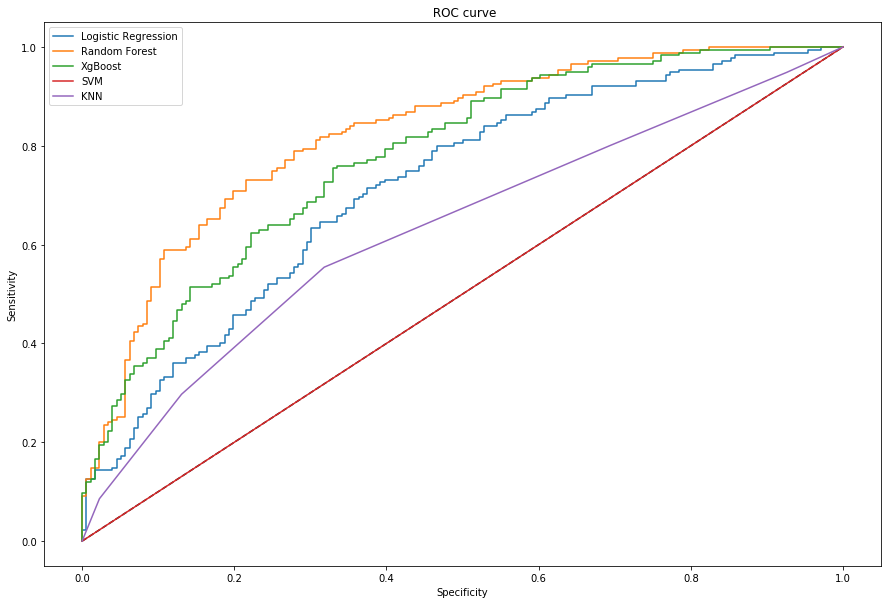 ROC curve
Logistic Regression
Random Forest
XgBoost
SVM
KNN
1.0
0.8
0.6
0.4
0.2
0.0
Sensitivity
0.0 0.2 0.4 0.6 0.8 1.0
Specificity